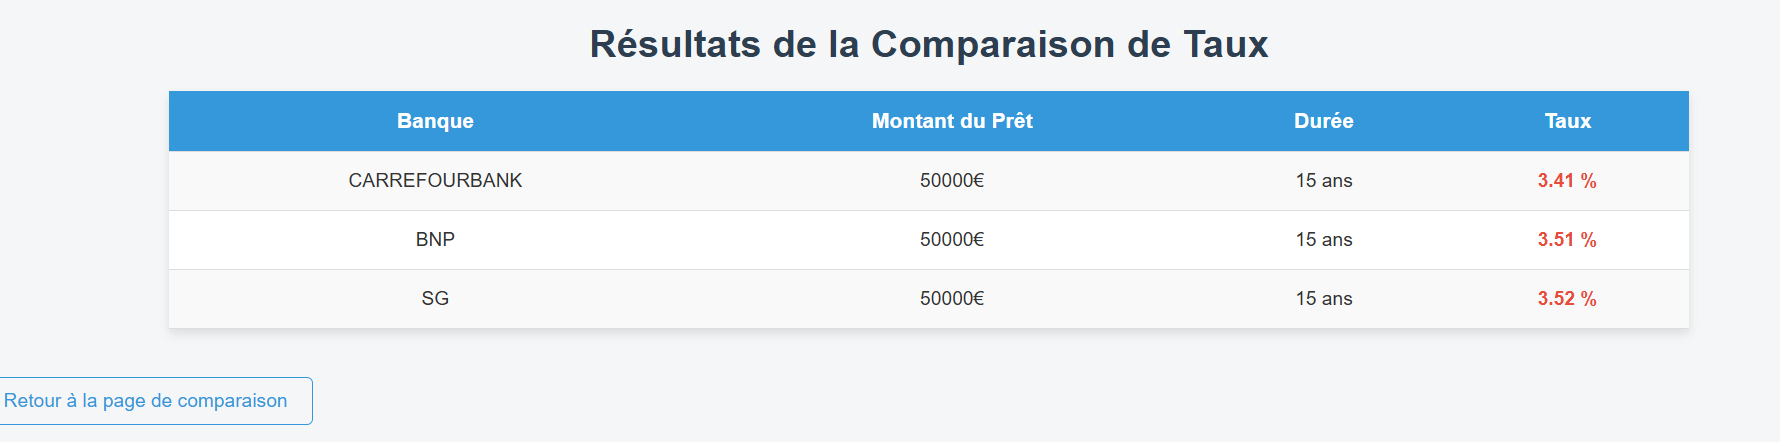 Résultats de la Comparaison de Taux
Banque Montant du Prêt Durée Taux
CARREFOURBANK 50000€ 15 ans 3.41 %
BNP 50000€ 15 ans 3.51 %
SG 50000€ 15 ans 3.52 %
Retour à la page de comparaison